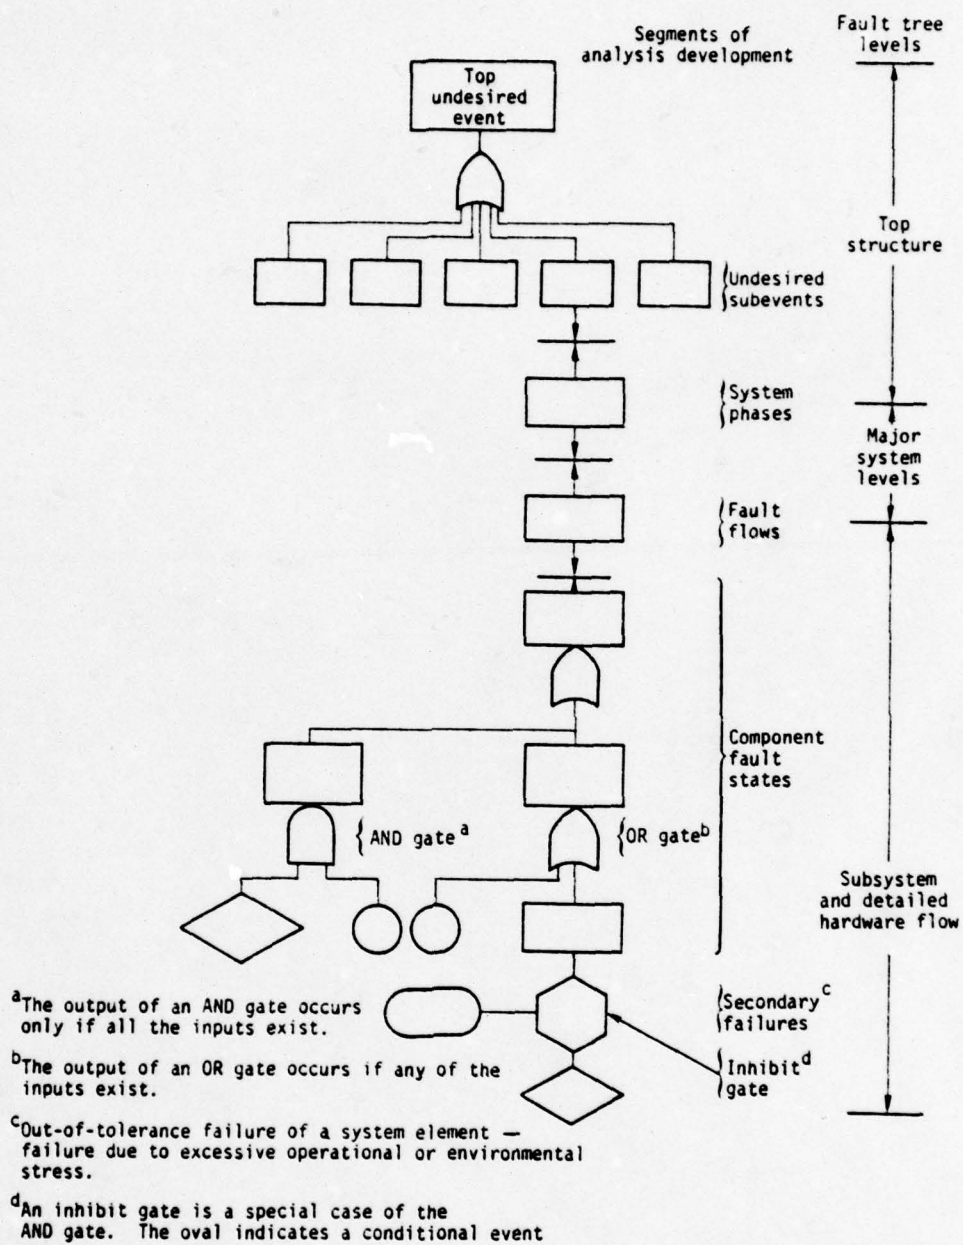 Segments of
analysis development
Fault tree
levels
Top
undesired
event
Top
structure
Undesired
subevents
System
phases
Major
system
levels
Fault
flows
Component
fault
states
AND gate a
OR gate b
Subsystem
and detailed
hardware flow
Secondary c
failures
Inhibit d
gate
a The output of an AND gate occurs
only if all the inputs exist.
b The output of an OR gate occurs if any of the
inputs exist.
c Out-of-tolerance failure of a system element —
failure due to excessive operational or environmental
stress.
d An inhibit gate is a special case of the
AND gate. The oval indicates a conditional event